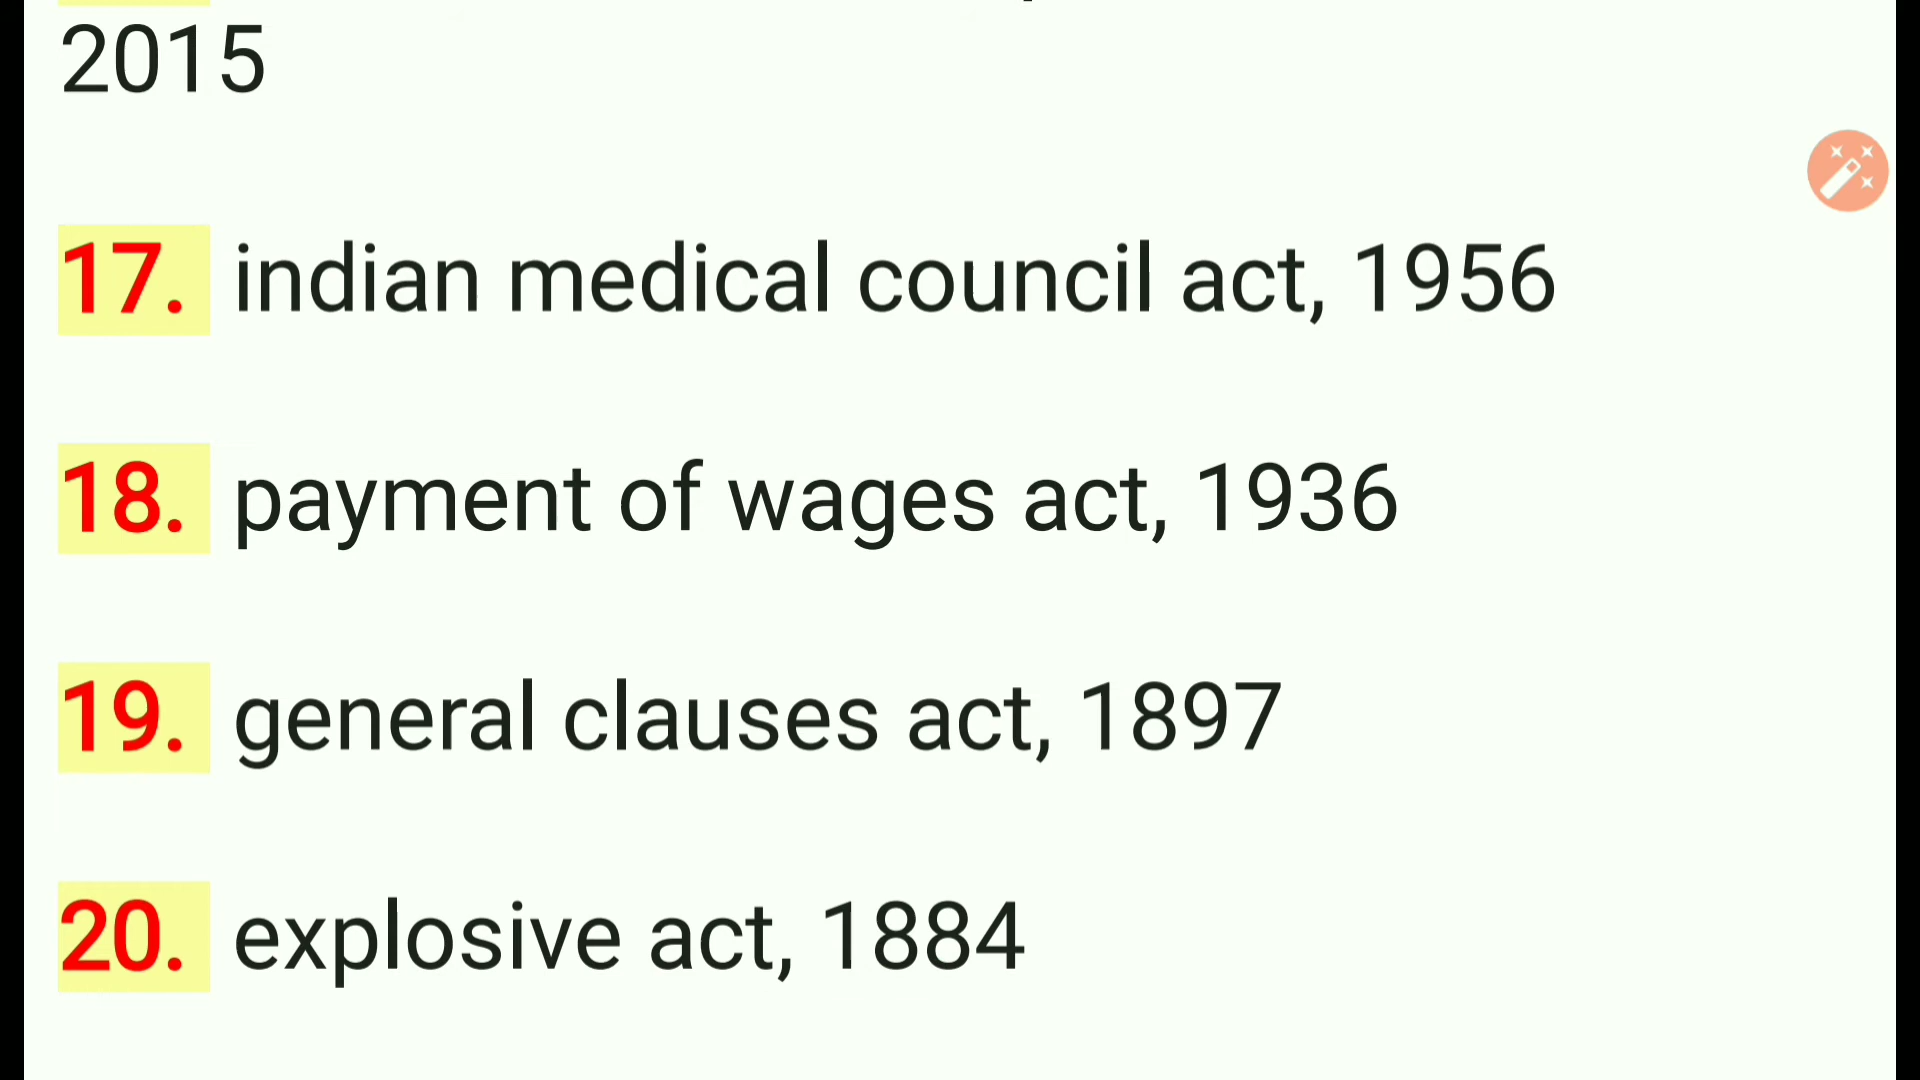 2015
17. indian medical council act, 1956
18. payment of wages act, 1936
19. general clauses act, 1897
20. explosive act, 1884